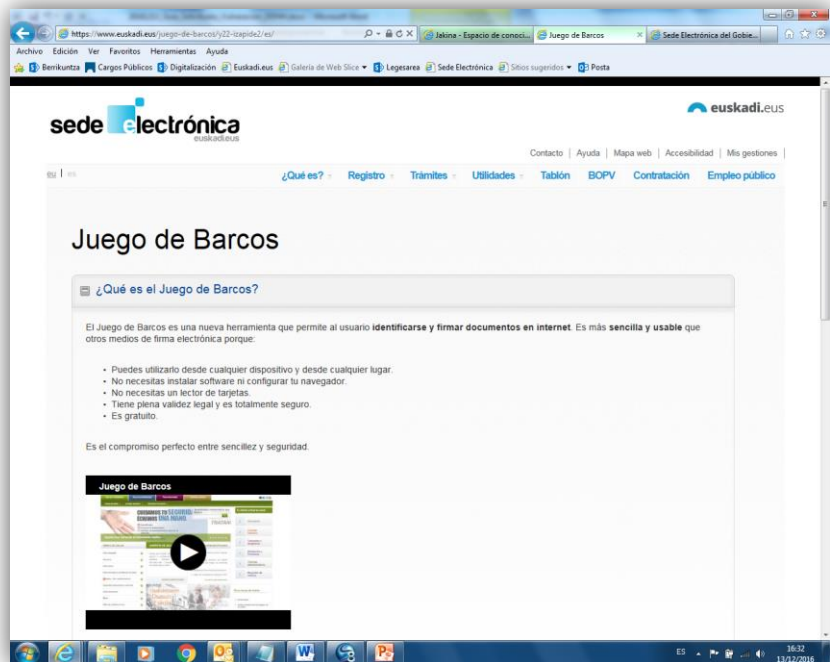 https://www.euskadi.eus/juego-de-barcos/y22-izapide2/es/
Jakina - Espacio de conoci...
Juego de Barcos
Sede Electrónica del Gobie...
Archivo Edición Ver Favoritos Herramientas Ayuda
Berrikuntza Cargos Públicos Digitalización Euskadi.eus Galería de Web Slice Legesarea Sede Electrónica Sitios sugeridos Posta
sede electrónica
euskadi.eus
euskadi.eus
Contacto | Ayuda | Mapa web | Accesibilidad | Mis gestiones |
eu | es
¿Qué es? Registro Trámites Utilidades Tablón BOPV Contratación Empleo público
Juego de Barcos
¿Qué es el Juego de Barcos?
El Juego de Barcos es una nueva herramienta que permite al usuario identificarse y firmar documentos en internet. Es más sencilla y usable que
otros medios de firma electrónica porque:
• Puedes utilizarlo desde cualquier dispositivo y desde cualquier lugar.
• No necesitas instalar software ni configurar tu navegador.
• No necesitas un lector de tarjetas.
• Tiene plena validez legal y es totalmente seguro.
• Es gratuito.
Es el compromiso perfecto entre sencillez y seguridad.
Juego de Barcos
ES
16:32
13/12/2016